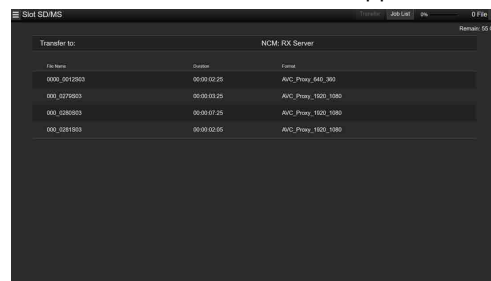 Slot SD/MS Transfer Job List 0% 0 File
Remain: 55
Transfer to: NCM: RX Server
File Name Duration Format
0000_0012S03 00:00:02:25 AVC_Proxy_640_360
000_0279S03 00:00:03:25 AVC_Proxy_1920_1080
000_0280S03 00:00:07:25 AVC_Proxy_1920_1080
000_0281S03 00:00:02:05 AVC_Proxy_1920_1080